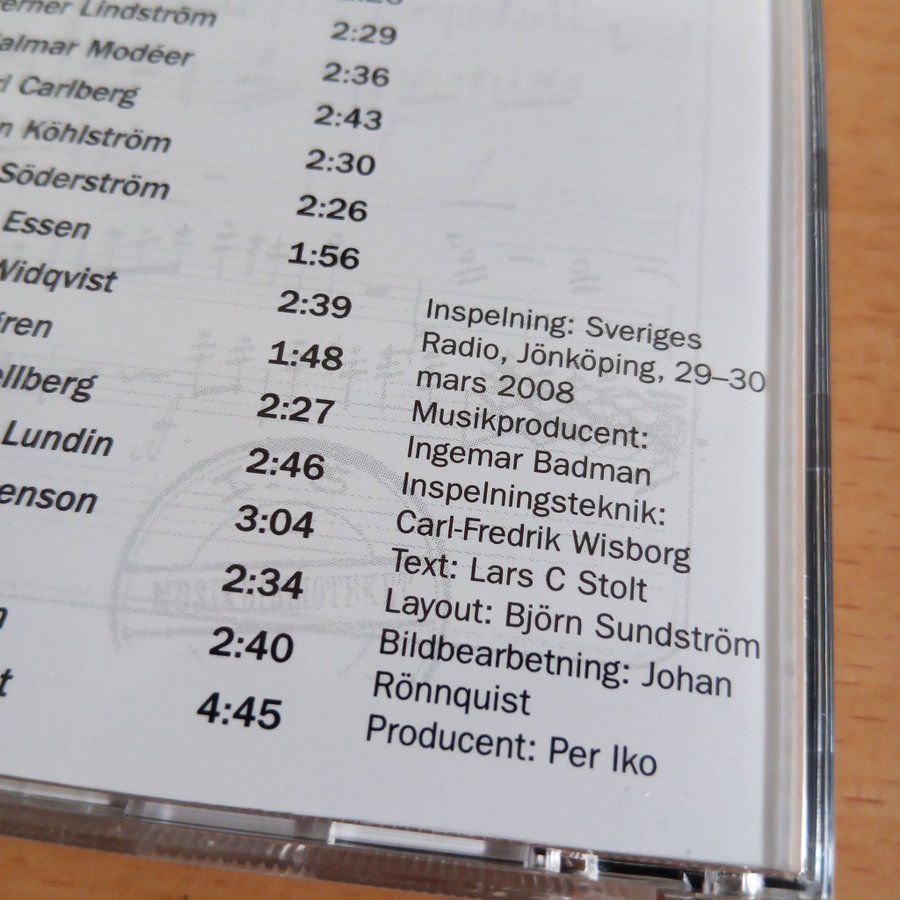 Lindström
2:29
Modéer
2:36
Carlberg
2:43
Köhlström
2:30
Söderström
2:26
Essen
1:56
Widqvist
2:39
1:48
2:27
Lundin
2:46
3:04
2:34
2:40
4:45
Inspelning: Sveriges
Radio, Jönköping, 29–30
mars 2008
Musikproducent:
Ingemar Badman
Inspelningsteknik:
Carl-Fredrik Wisborg
Text: Lars C Stolt
Layout: Björn Sundström
Bildbearbetning: Johan
Rönnquist
Producent: Per Iko